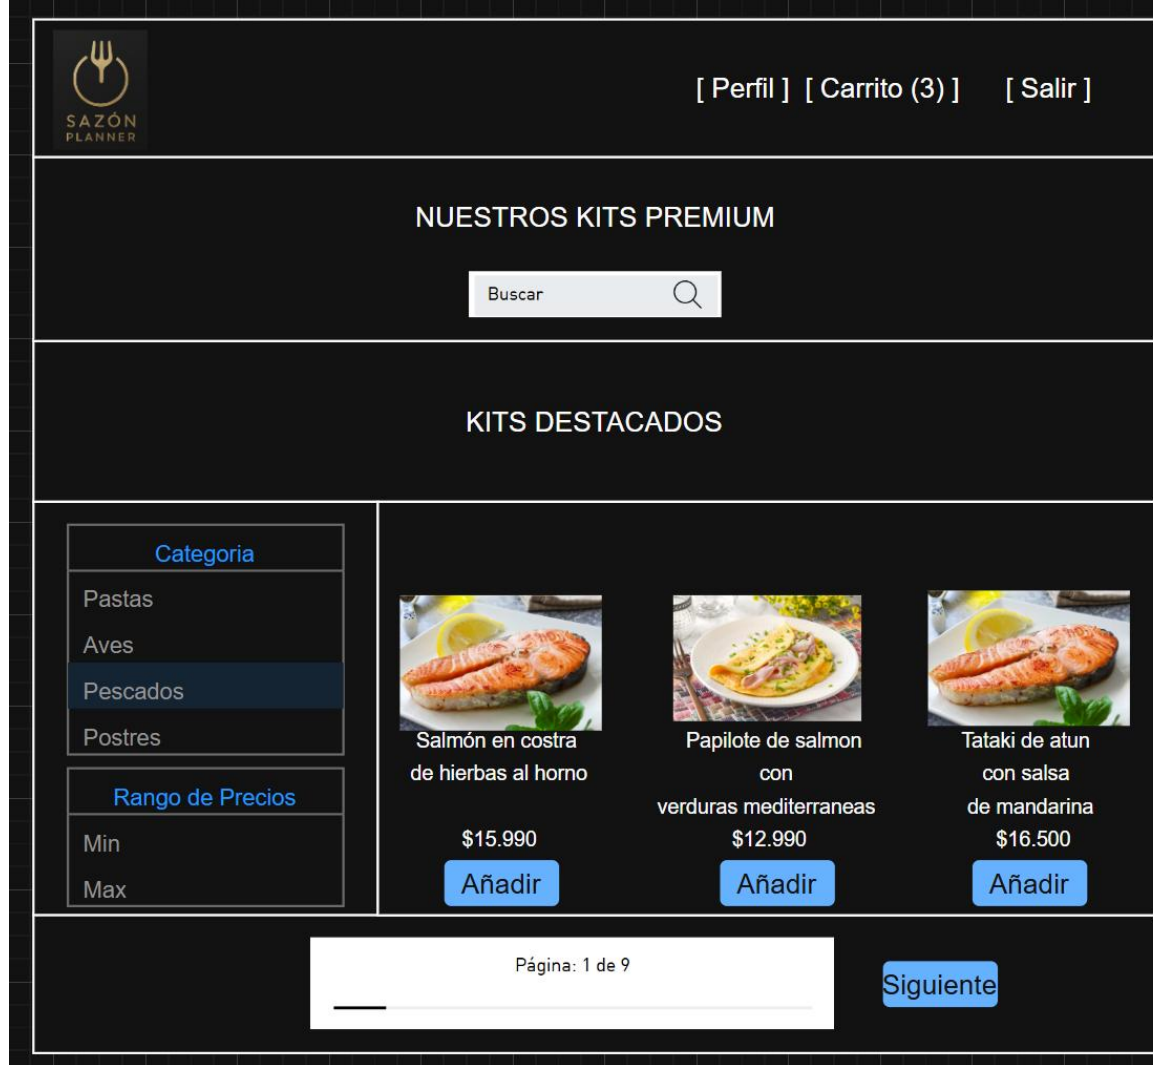 SAZÓN
PLANNER
[ Perfil ] [ Carrito (3) ] [ Salir ]
NUESTROS KITS PREMIUM
Buscar
KITS DESTACADOS
Categoria
Pastas
Aves
Pescados
Postres
Rango de Precios
Min
Max
Salmón en costra
de hierbas al horno
$15.990
Añadir
Papilote de salmon
con
verduras mediterraneas
$12.990
Añadir
Tataki de atun
con salsa
de mandarina
$16.500
Añadir
Página: 1 de 9
Siguiente